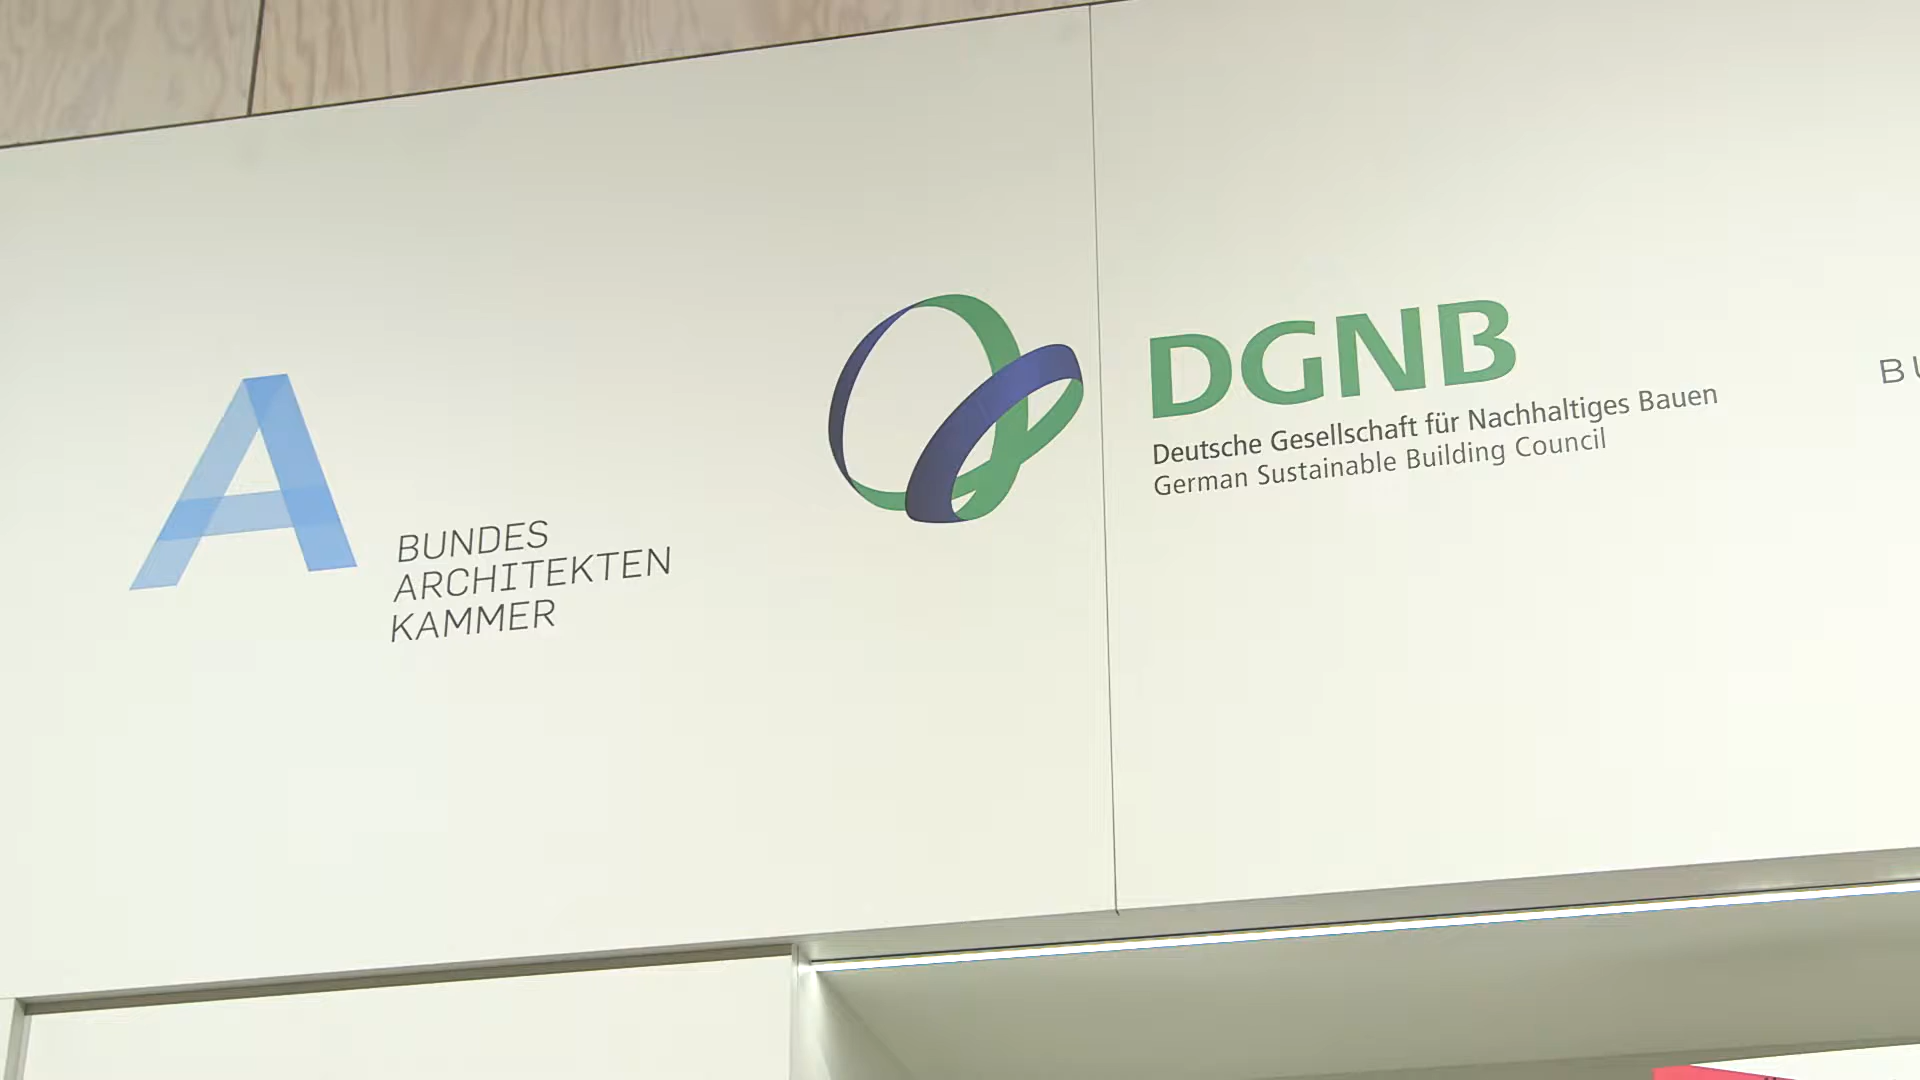 BUNDES
ARCHITEKTEN
KAMMER
DGNB
Deutsche Gesellschaft für Nachhaltiges Bauen
German Sustainable Building Council